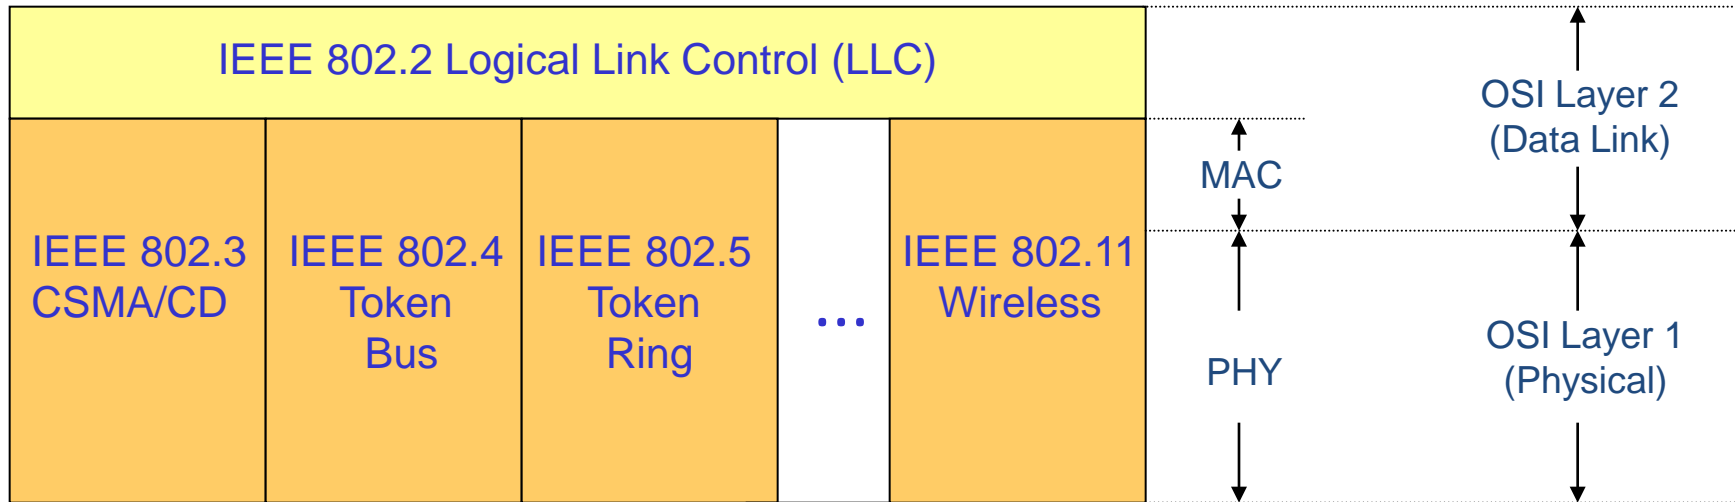 IEEE 802.2 Logical Link Control (LLC)
IEEE 802.3
CSMA/CD
IEEE 802.4
Token
Bus
IEEE 802.5
Token
Ring
...
IEEE 802.11
Wireless
MAC
PHY
OSI Layer 2
(Data Link)
OSI Layer 1
(Physical)